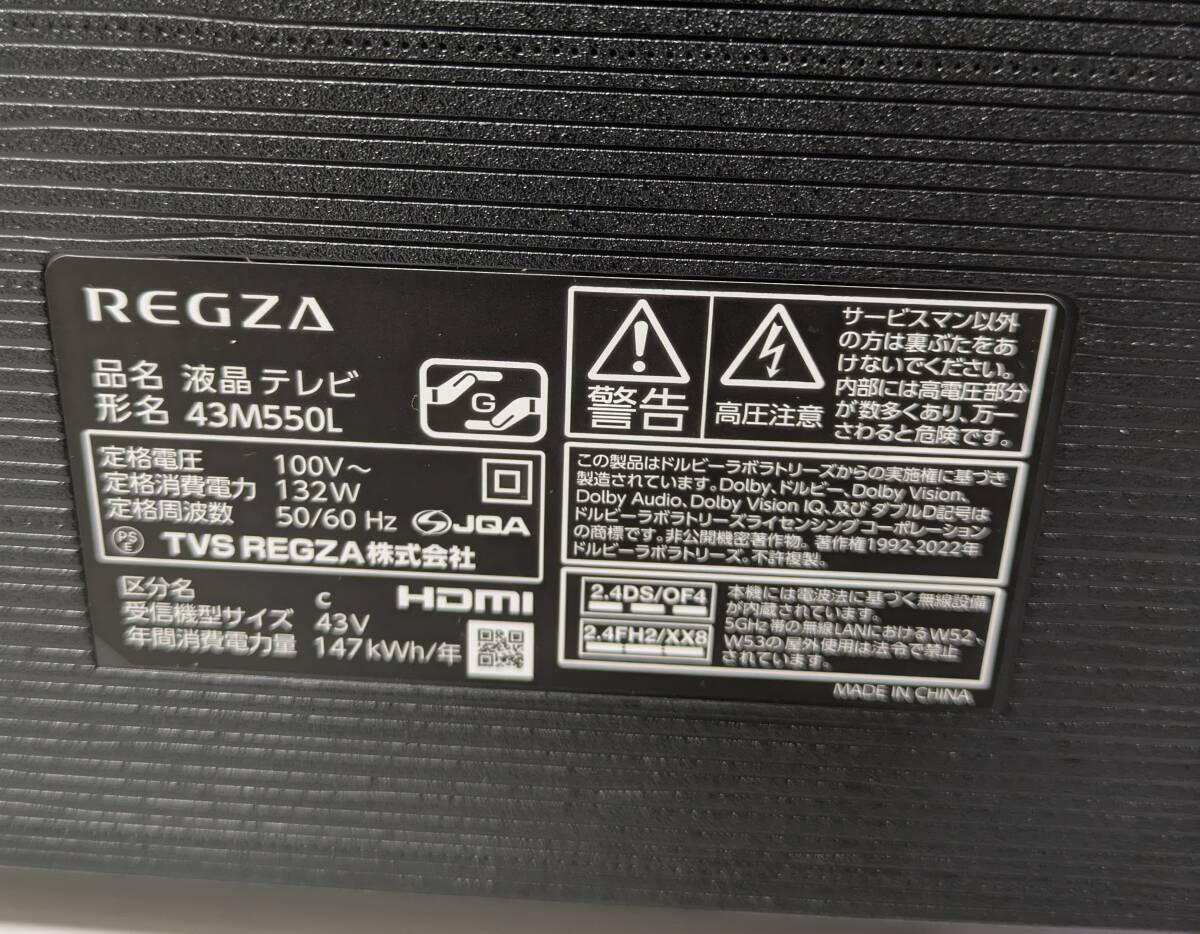 REGZA
品名 液晶テレビ
形名 43M550L
G
定格電圧 100V～
定格消費電力 132W
定格周波数 50/60 Hz
JQA
PSE TVS REGZA株式会社
区分名 C
受信機型サイズ 43V
年間消費電力量 147kWh/年
HDMI
警告
高圧注意
サービスマン以外
の方は裏ぶたをあ
けないでください。
内部には高電圧部分
が数多くあり、万一
さわると危険です。
この製品はドルビーラボラトリーズからの実施権に基づき
製造されています。Dolby、ドルビー、Dolby Vision、
Dolby Audio、Dolby Vision IQ、及び ダブルD記号は
ドルビーラボラトリーズライセンシング コーポレーション
の商標です。非公開機密著作物。著作権1992-2022年
ドルビーラボラトリーズ。不許複製。
2.4DS/OF4
2.4FH2/XX8
本機には電波法に基づく無線設備
が内蔵されています。
5GHz 帯の無線LANにおけるW52、
W53の屋外使用は法令で禁止
されています。
MADE IN CHINA